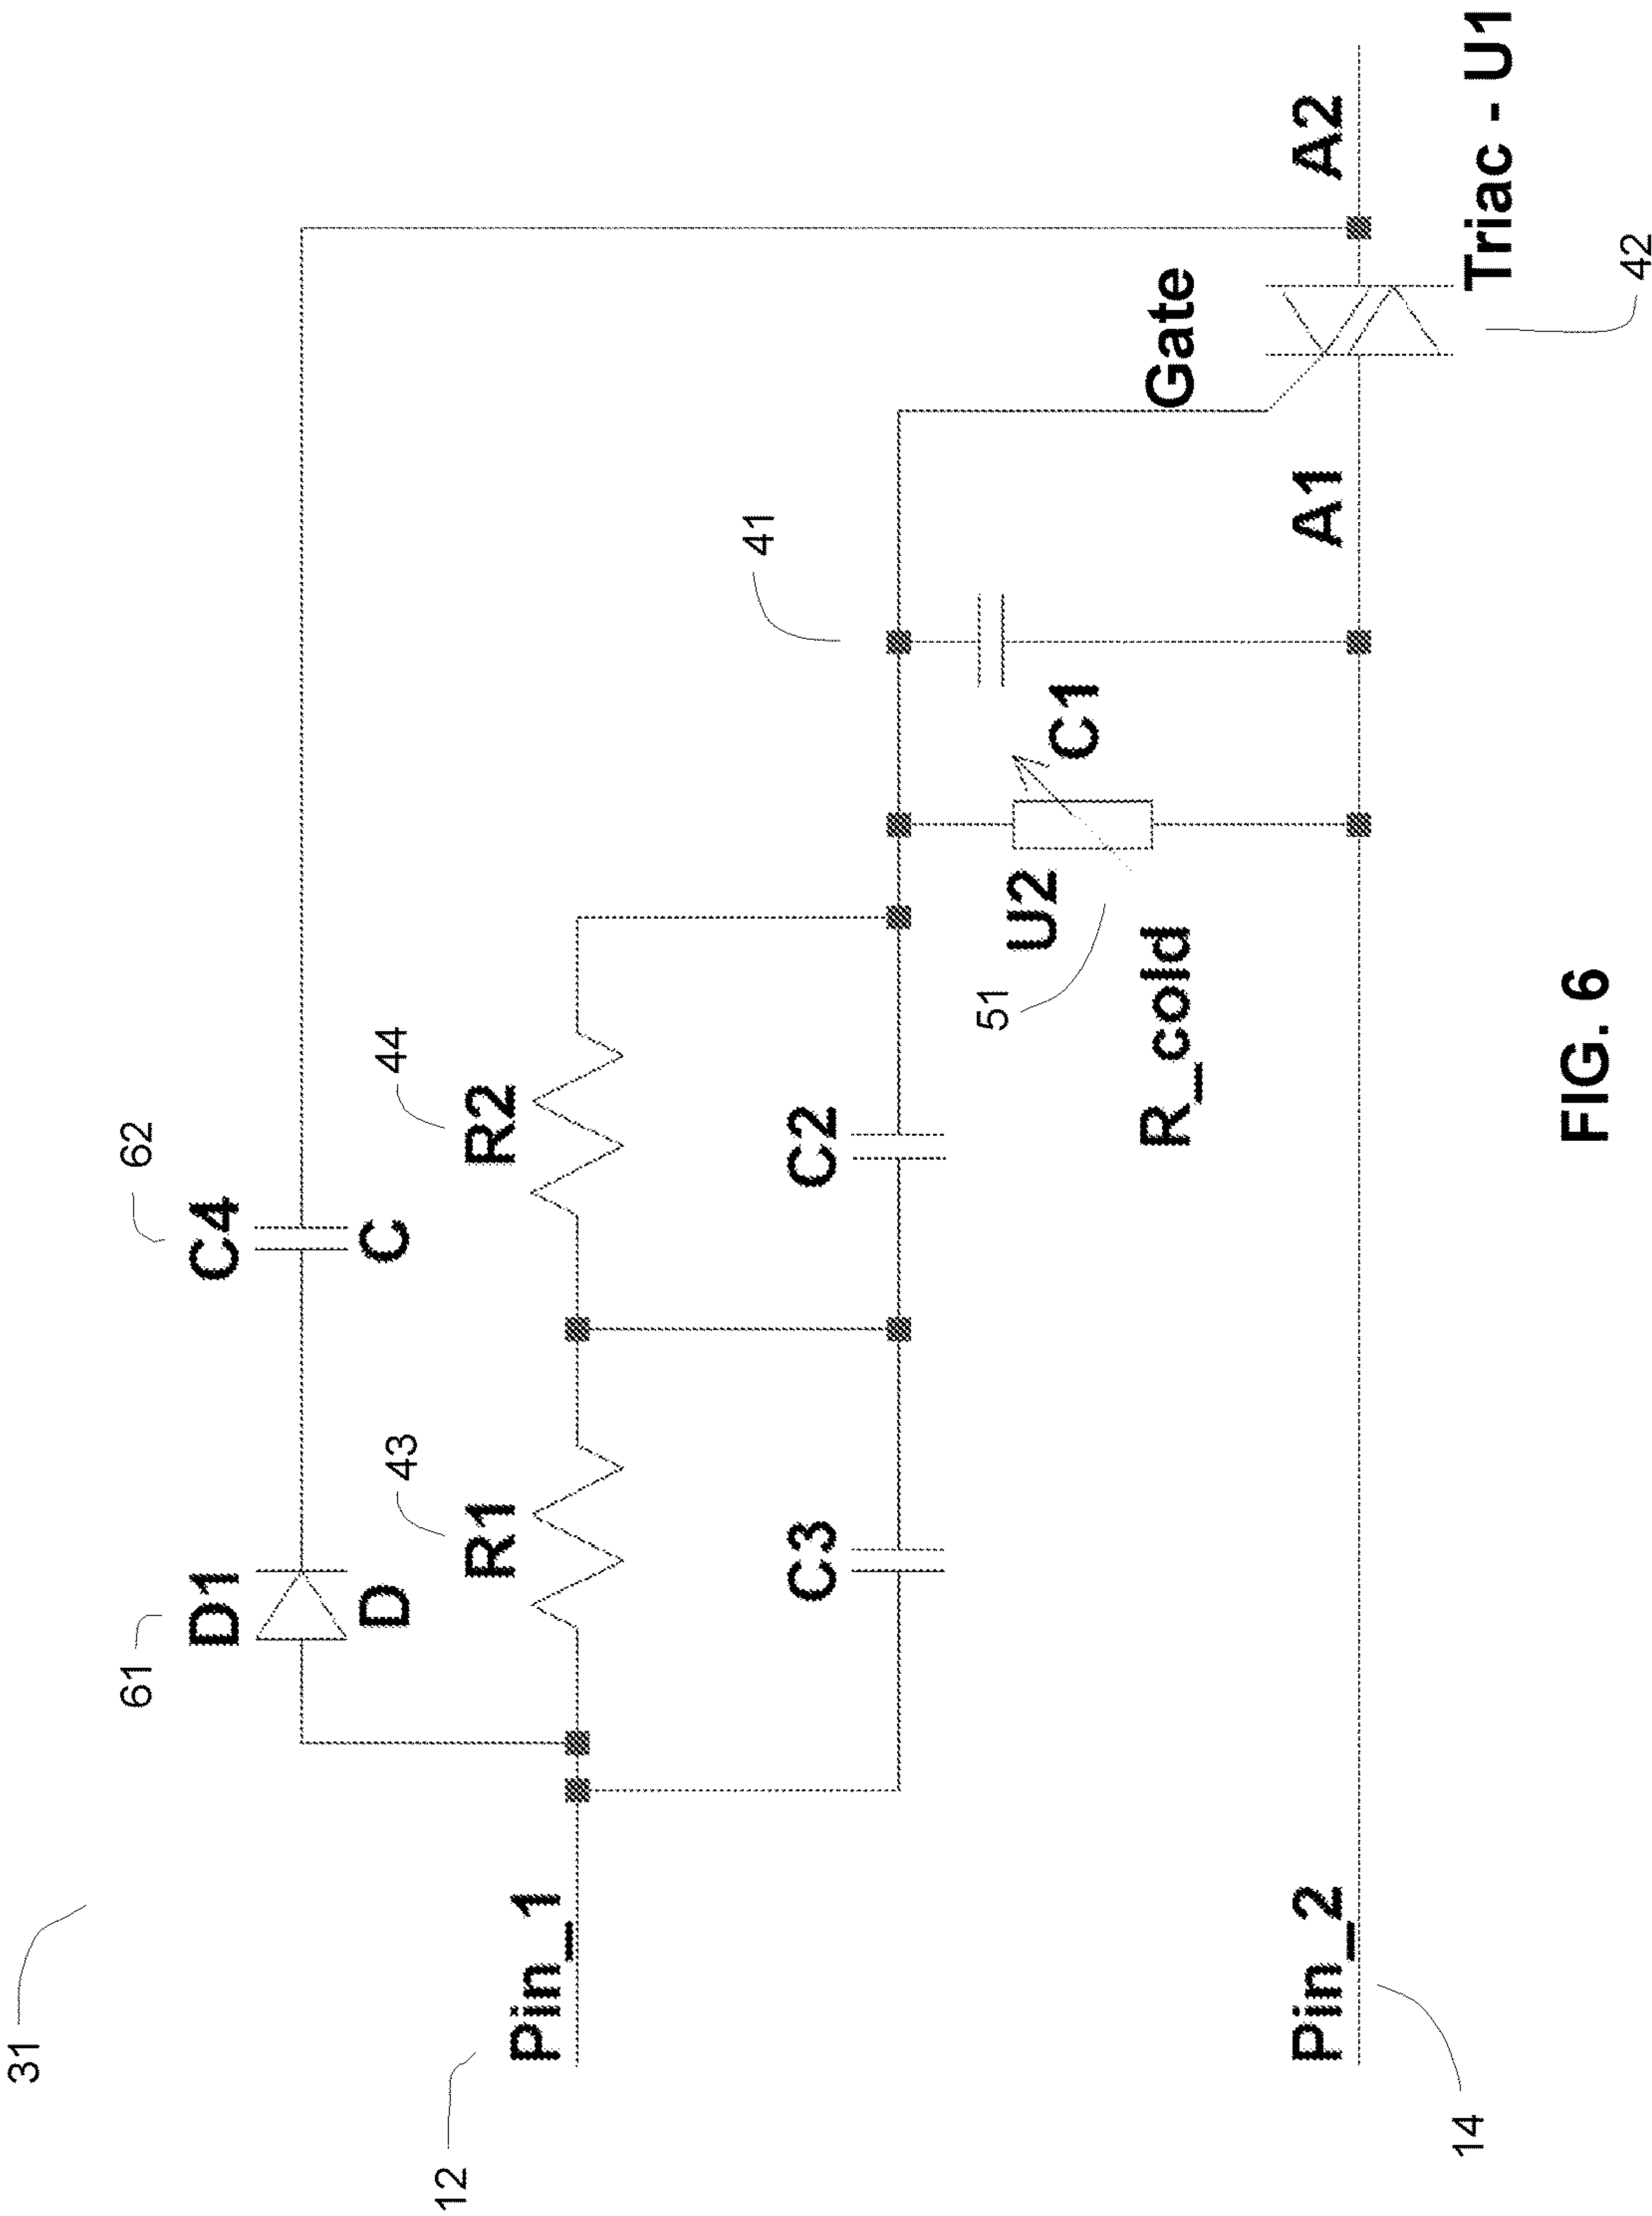 31
61
62
D1
C4
D
C
43
44
R1
R2
12
Pin_1
C3
C2
41
Gate
U2
C1
51
R_cold
Pin_2
A1
A2
14
Triac - U1
42
FIG. 6